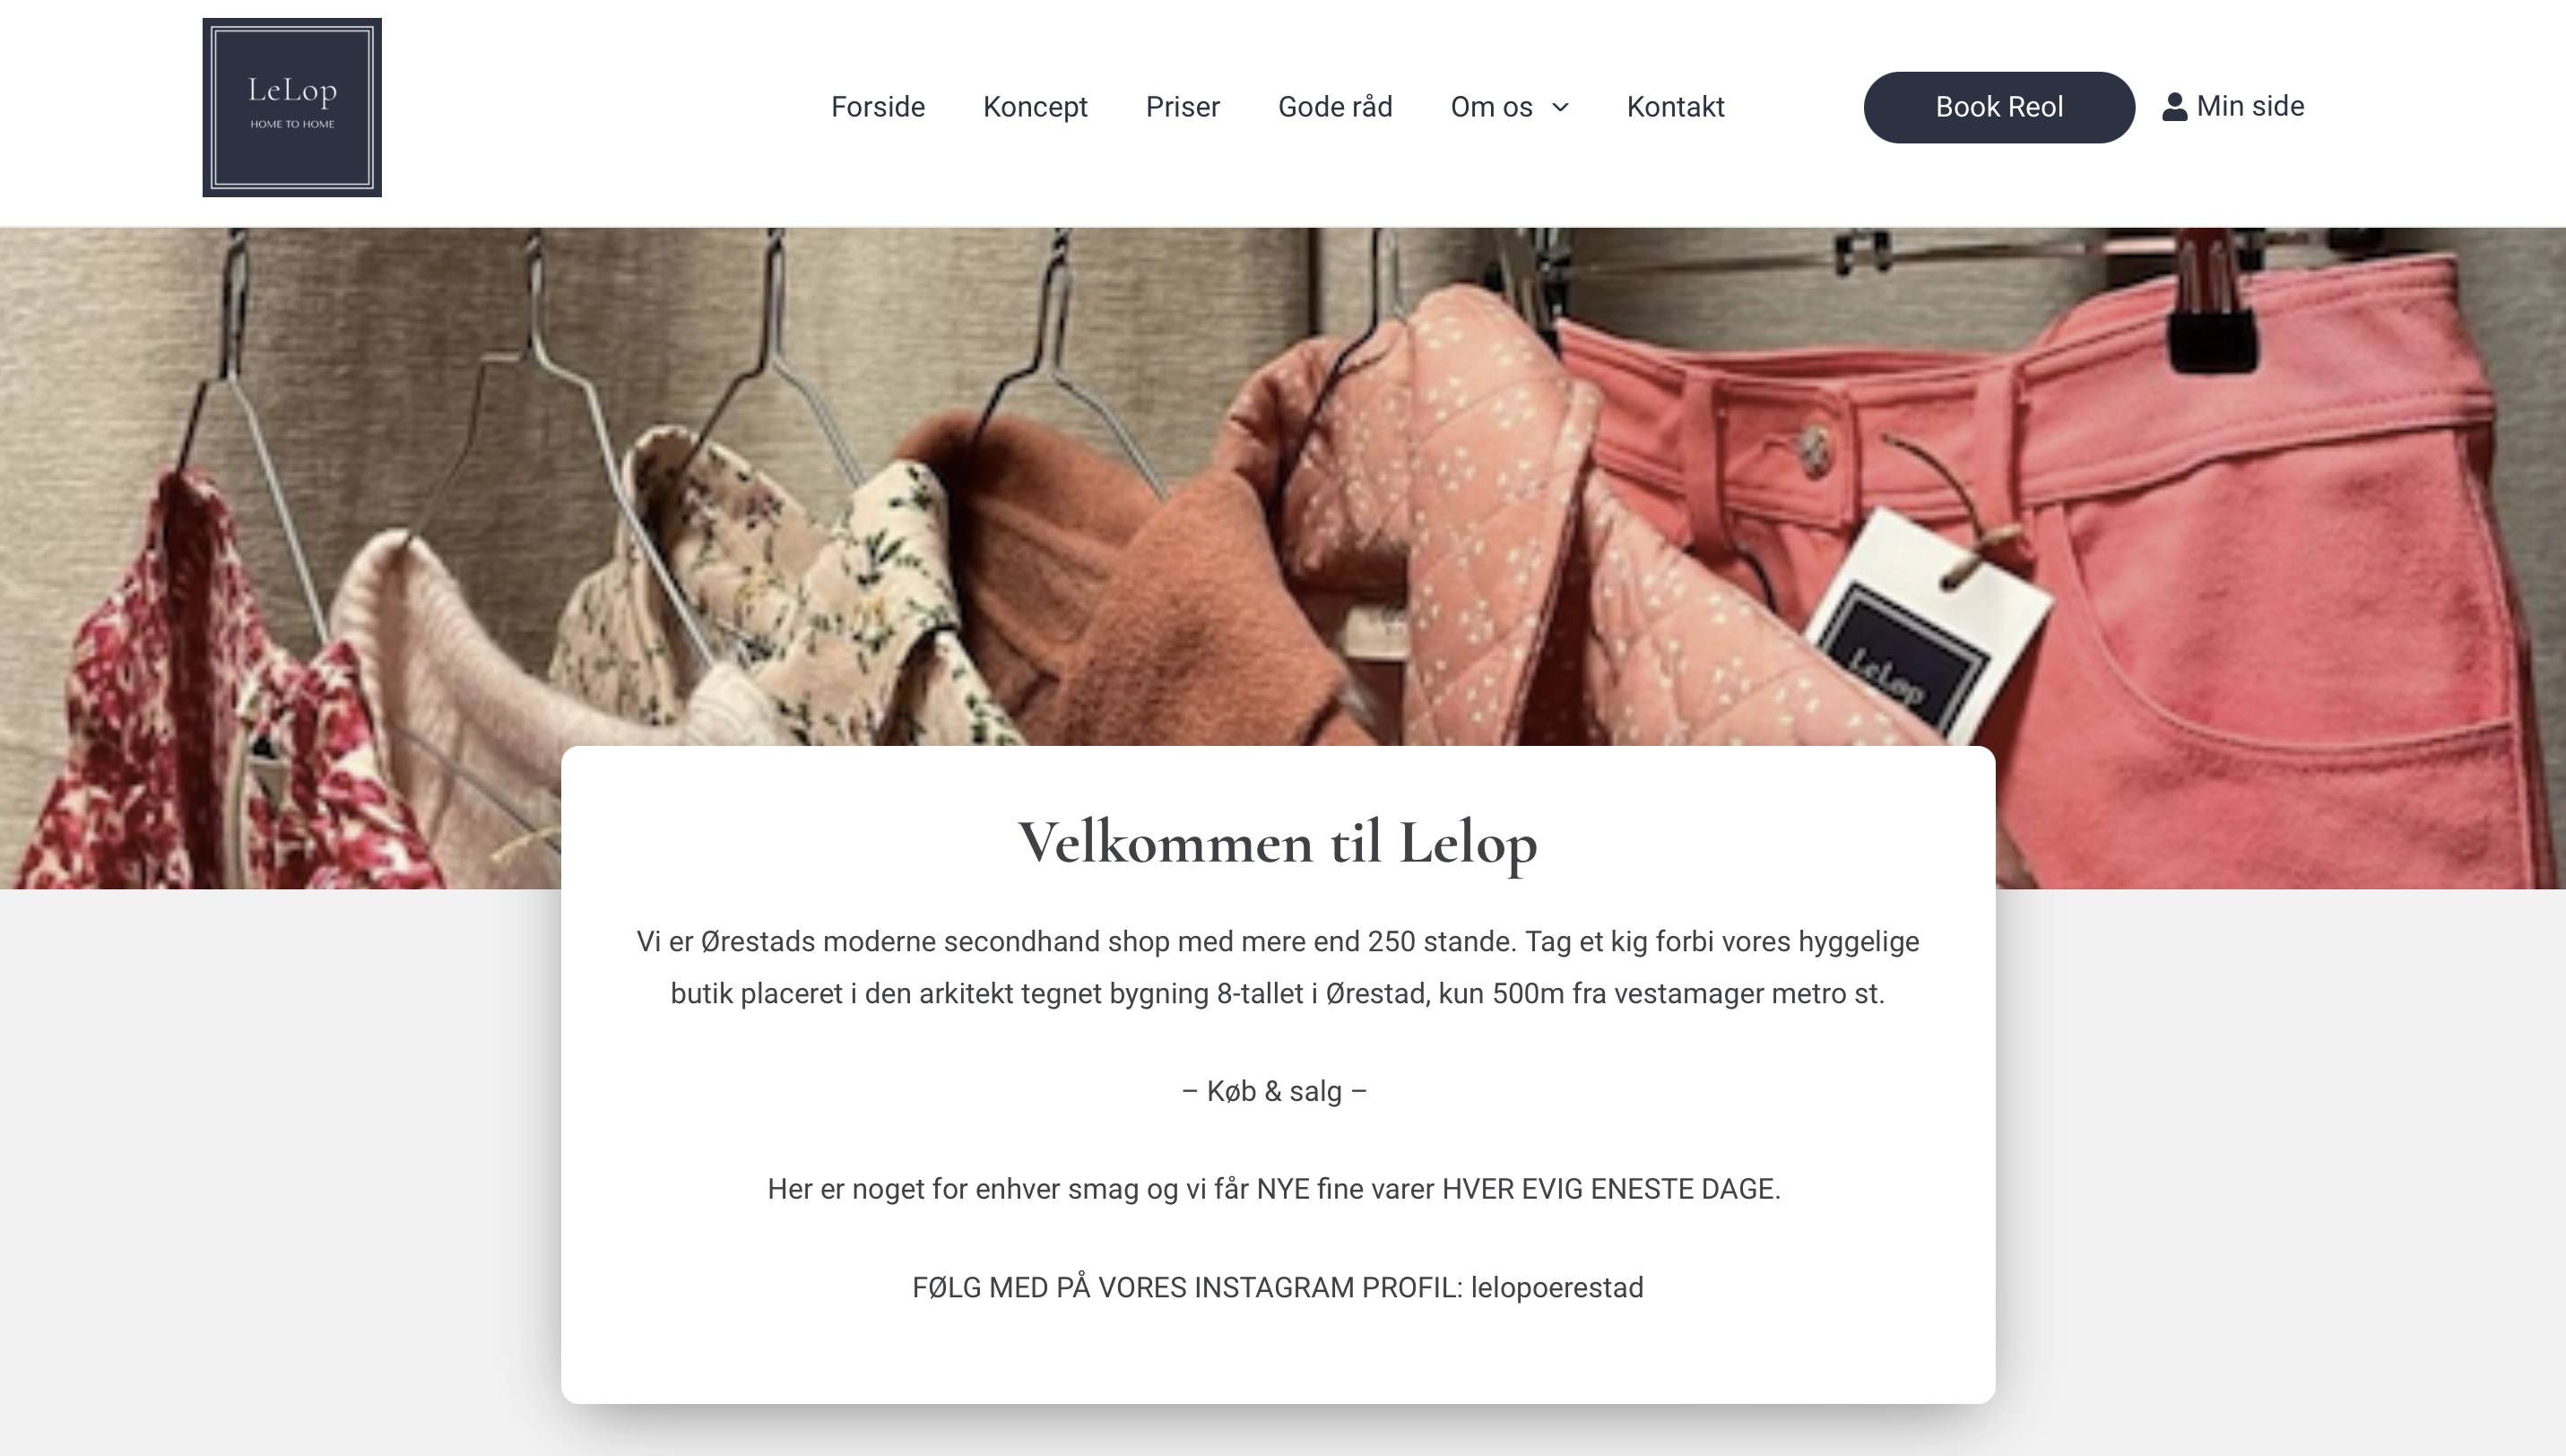 LeLop
HOME TO HOME
Forside
Koncept
Priser
Gode råd
Om os
Kontakt
Book Reol
Min side
LeLop
Velkommen til Lelop
Vi er Ørestads moderne secondhand shop med mere end 250 stande. Tag et kig forbi vores hyggelige
butik placeret i den arkitekt tegnet bygning 8-tallet i Ørestad, kun 500m fra vestamager metro st.
– Køb & salg –
Her er noget for enhver smag og vi får NYE fine varer HVER EVIG ENESTE DAGE.
FØLG MED PÅ VORES INSTAGRAM PROFIL: lelopoerestad